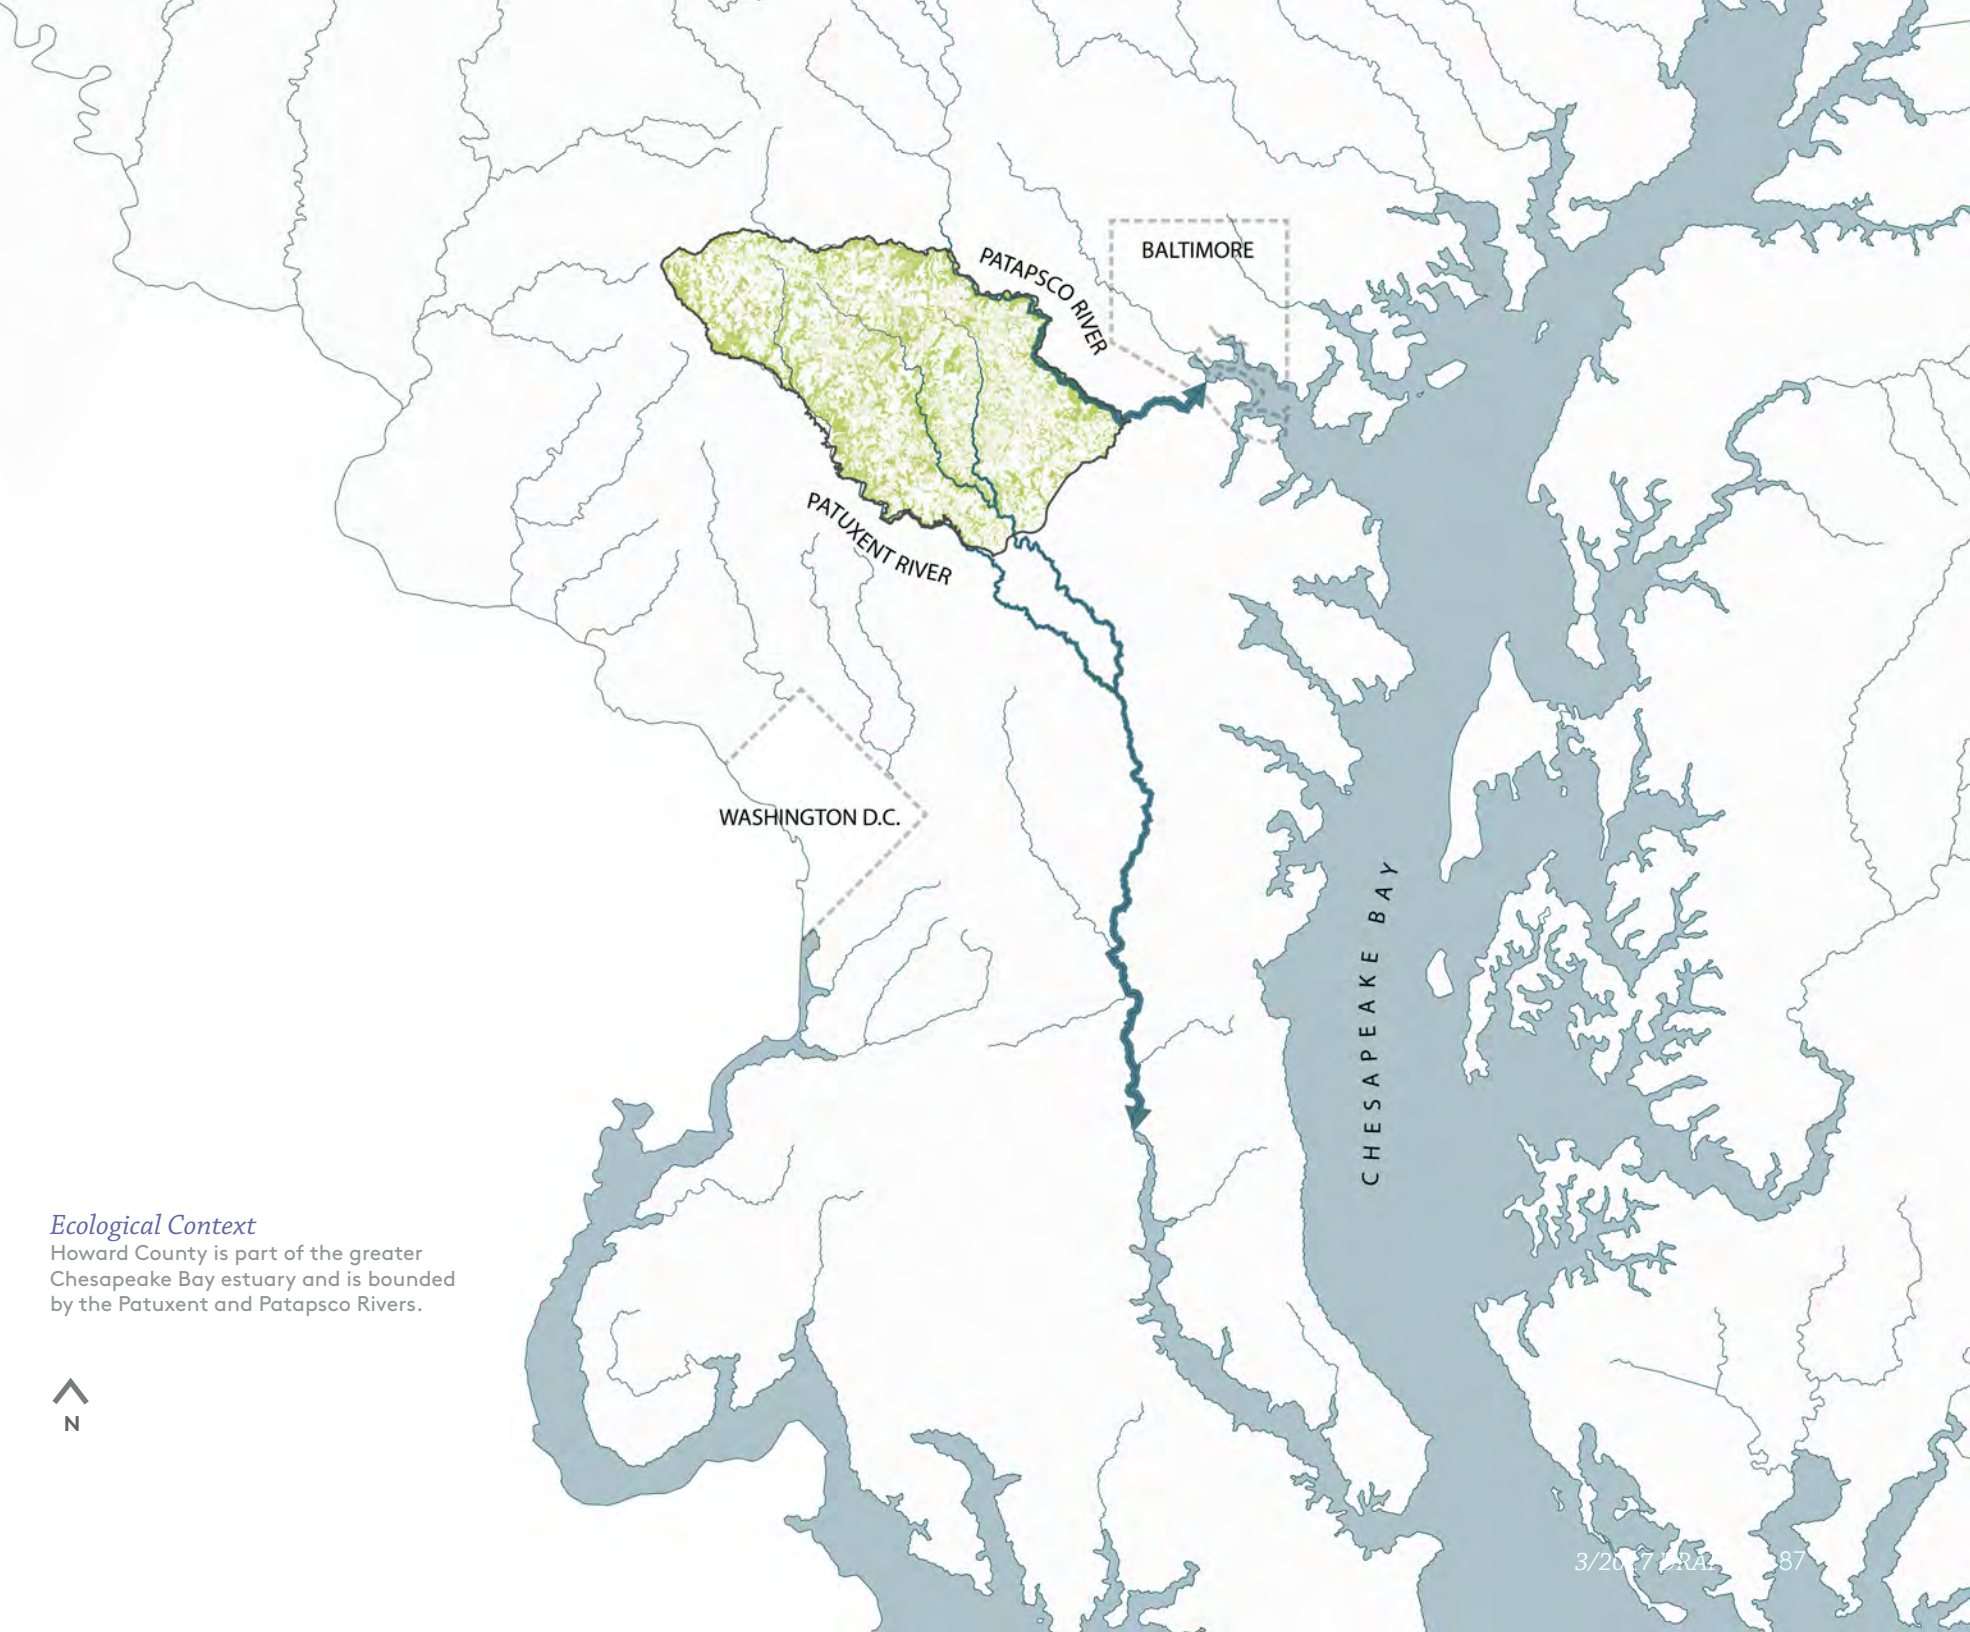 BALTIMORE
PATAPSCO RIVER
PATUXENT RIVER
WASHINGTON D.C.
CHESAPEAKE BAY
Ecological Context
Howard County is part of the greater
Chesapeake Bay estuary and is bounded
by the Patuxent and Patapsco Rivers.
N
87